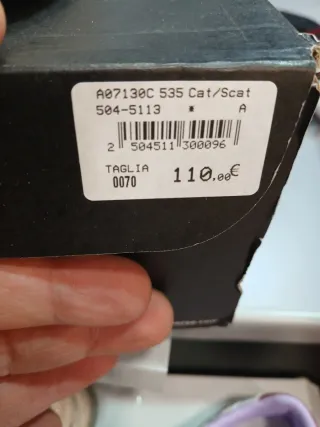 A07130C 535 Cat/Scat
504-5113 * A
2 504511 300096
TAGLIA
0070
110,00€